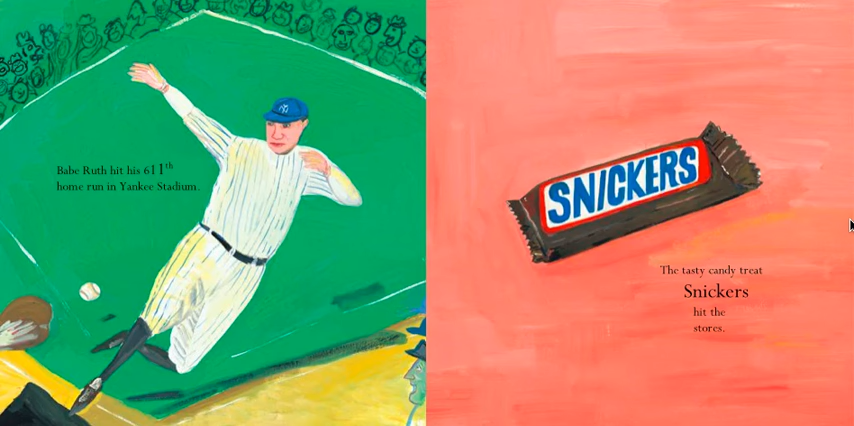 NY
Babe Ruth hit his 611th
home run in Yankee Stadium.
SNICKERS
The tasty candy treat
Snickers
hit the
stores.